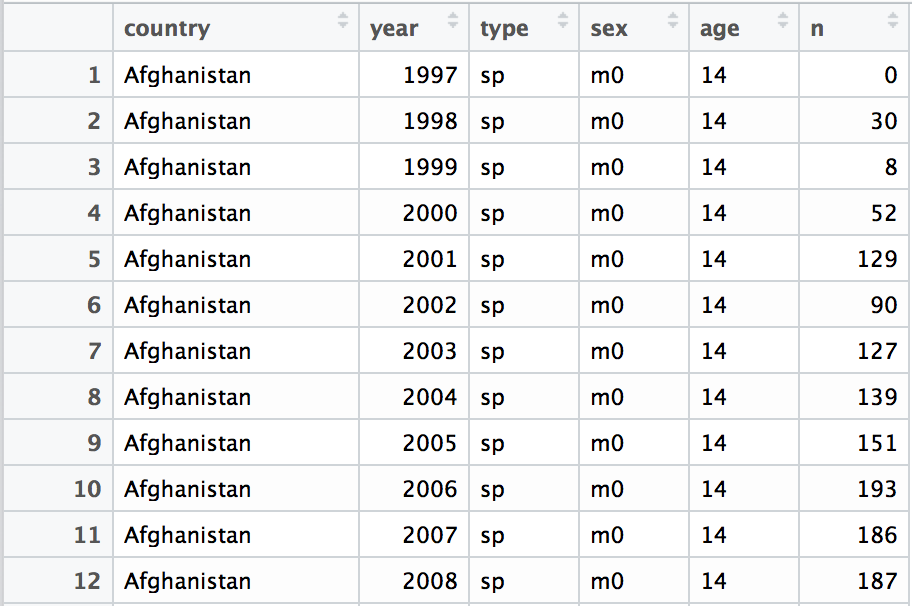 country year type sex age n
1 Afghanistan 1997 sp m0 14 0
2 Afghanistan 1998 sp m0 14 30
3 Afghanistan 1999 sp m0 14 8
4 Afghanistan 2000 sp m0 14 52
5 Afghanistan 2001 sp m0 14 129
6 Afghanistan 2002 sp m0 14 90
7 Afghanistan 2003 sp m0 14 127
8 Afghanistan 2004 sp m0 14 139
9 Afghanistan 2005 sp m0 14 151
10 Afghanistan 2006 sp m0 14 193
11 Afghanistan 2007 sp m0 14 186
12 Afghanistan 2008 sp m0 14 187